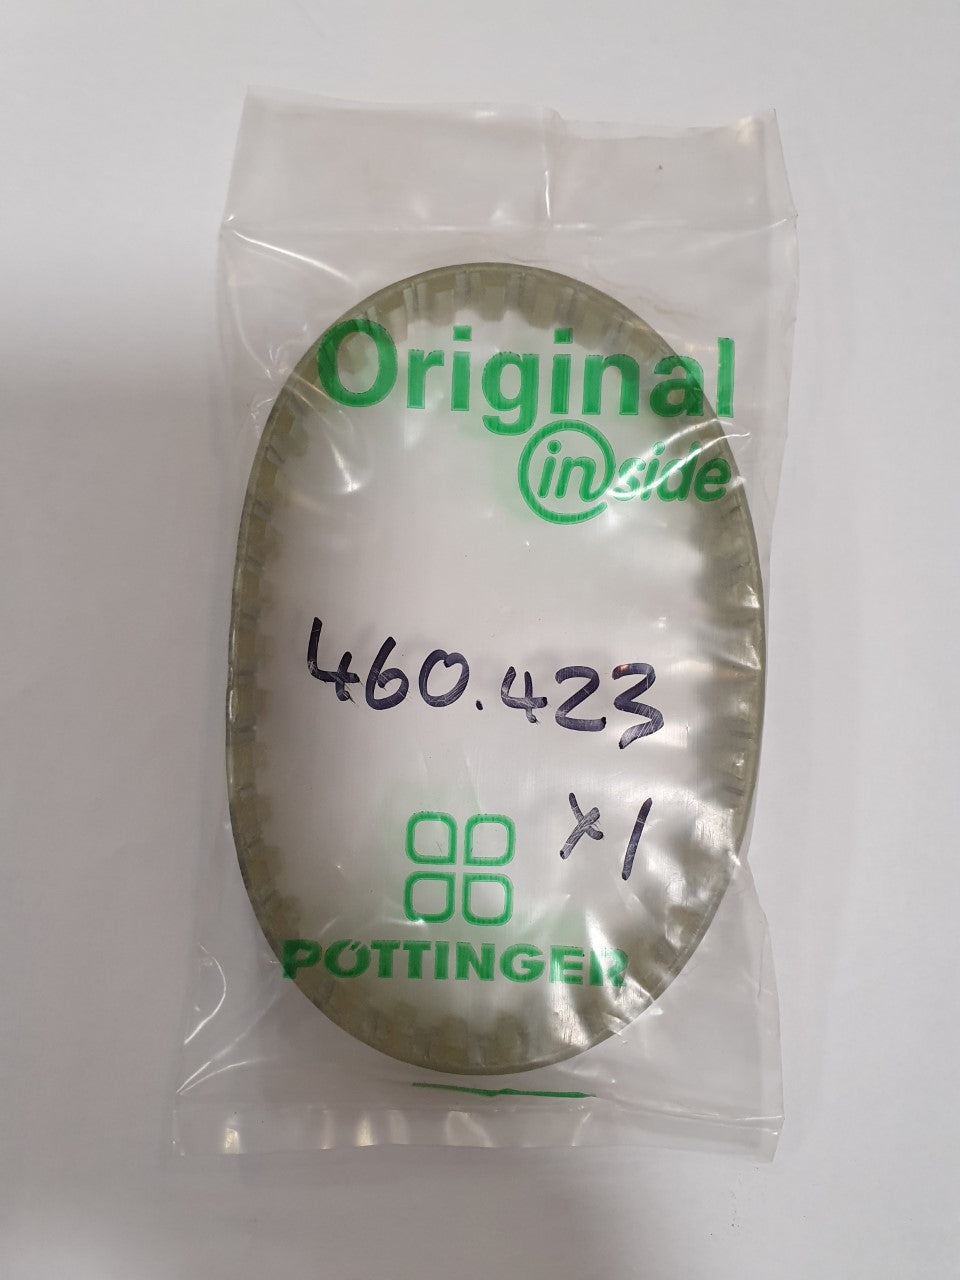 Original
inside
460.423
x1
PÖTTINGER